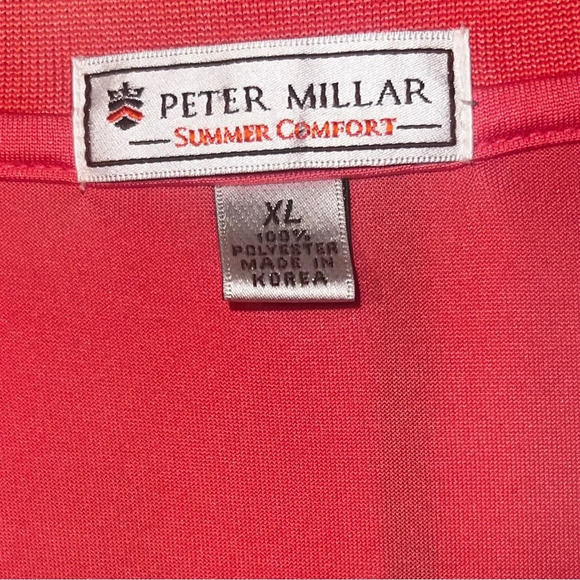 PETER MILLAR
SUMMER COMFORT
XL
100%
POLYESTER
MADE IN
KOREA